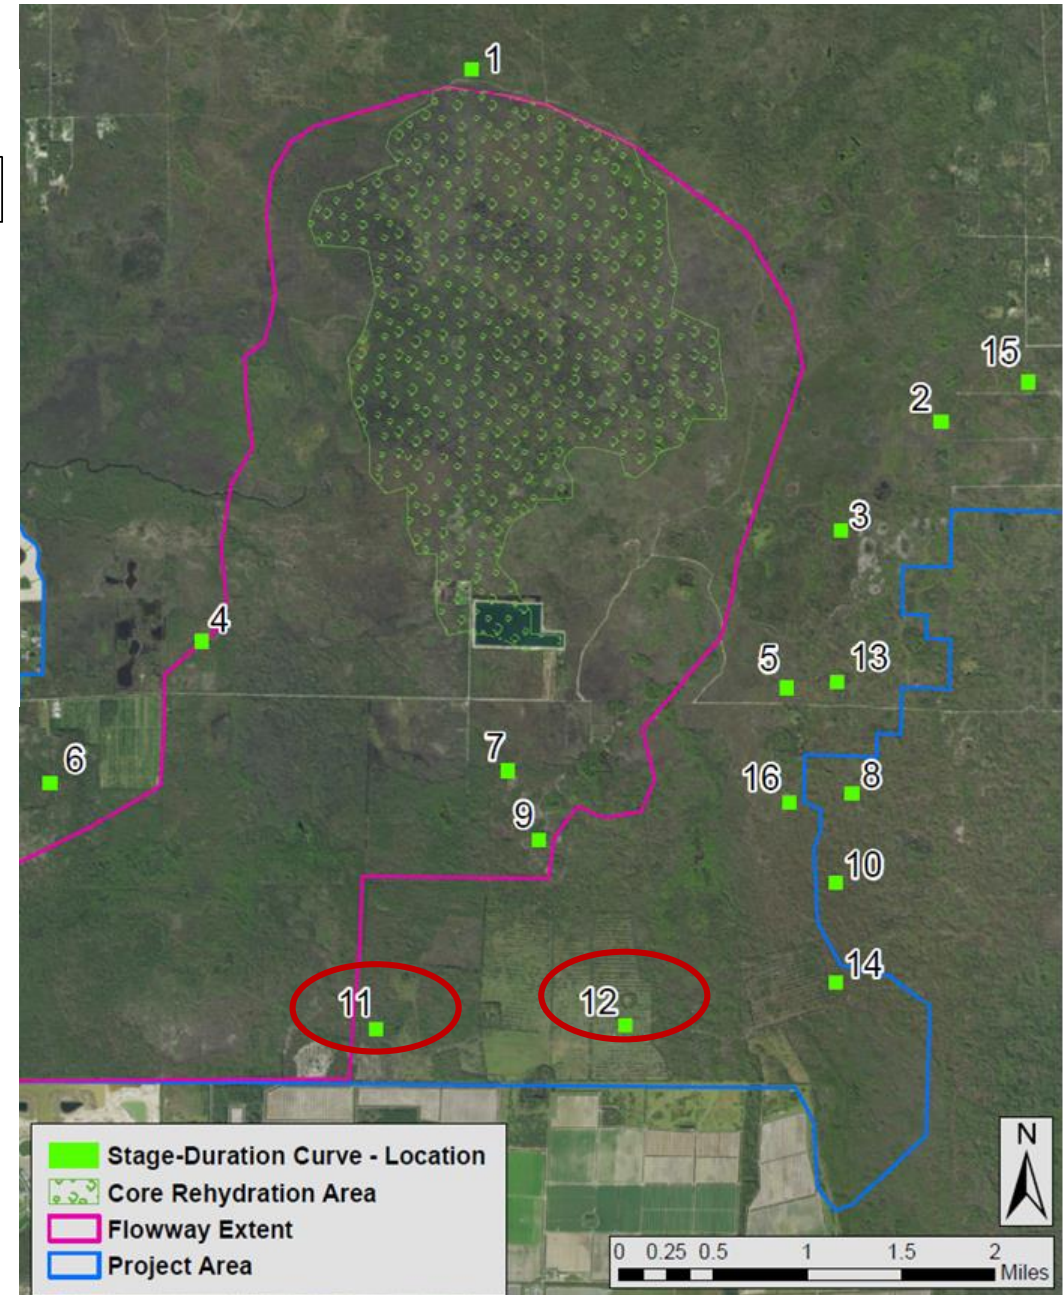 1
15
2
3
4
5
13
6
7
16
8
9
10
14
11
12
Stage-Duration Curve - Location
Core Rehydration Area
Flowway Extent
Project Area
N
0 0.25 0.5 1 1.5 2
Miles